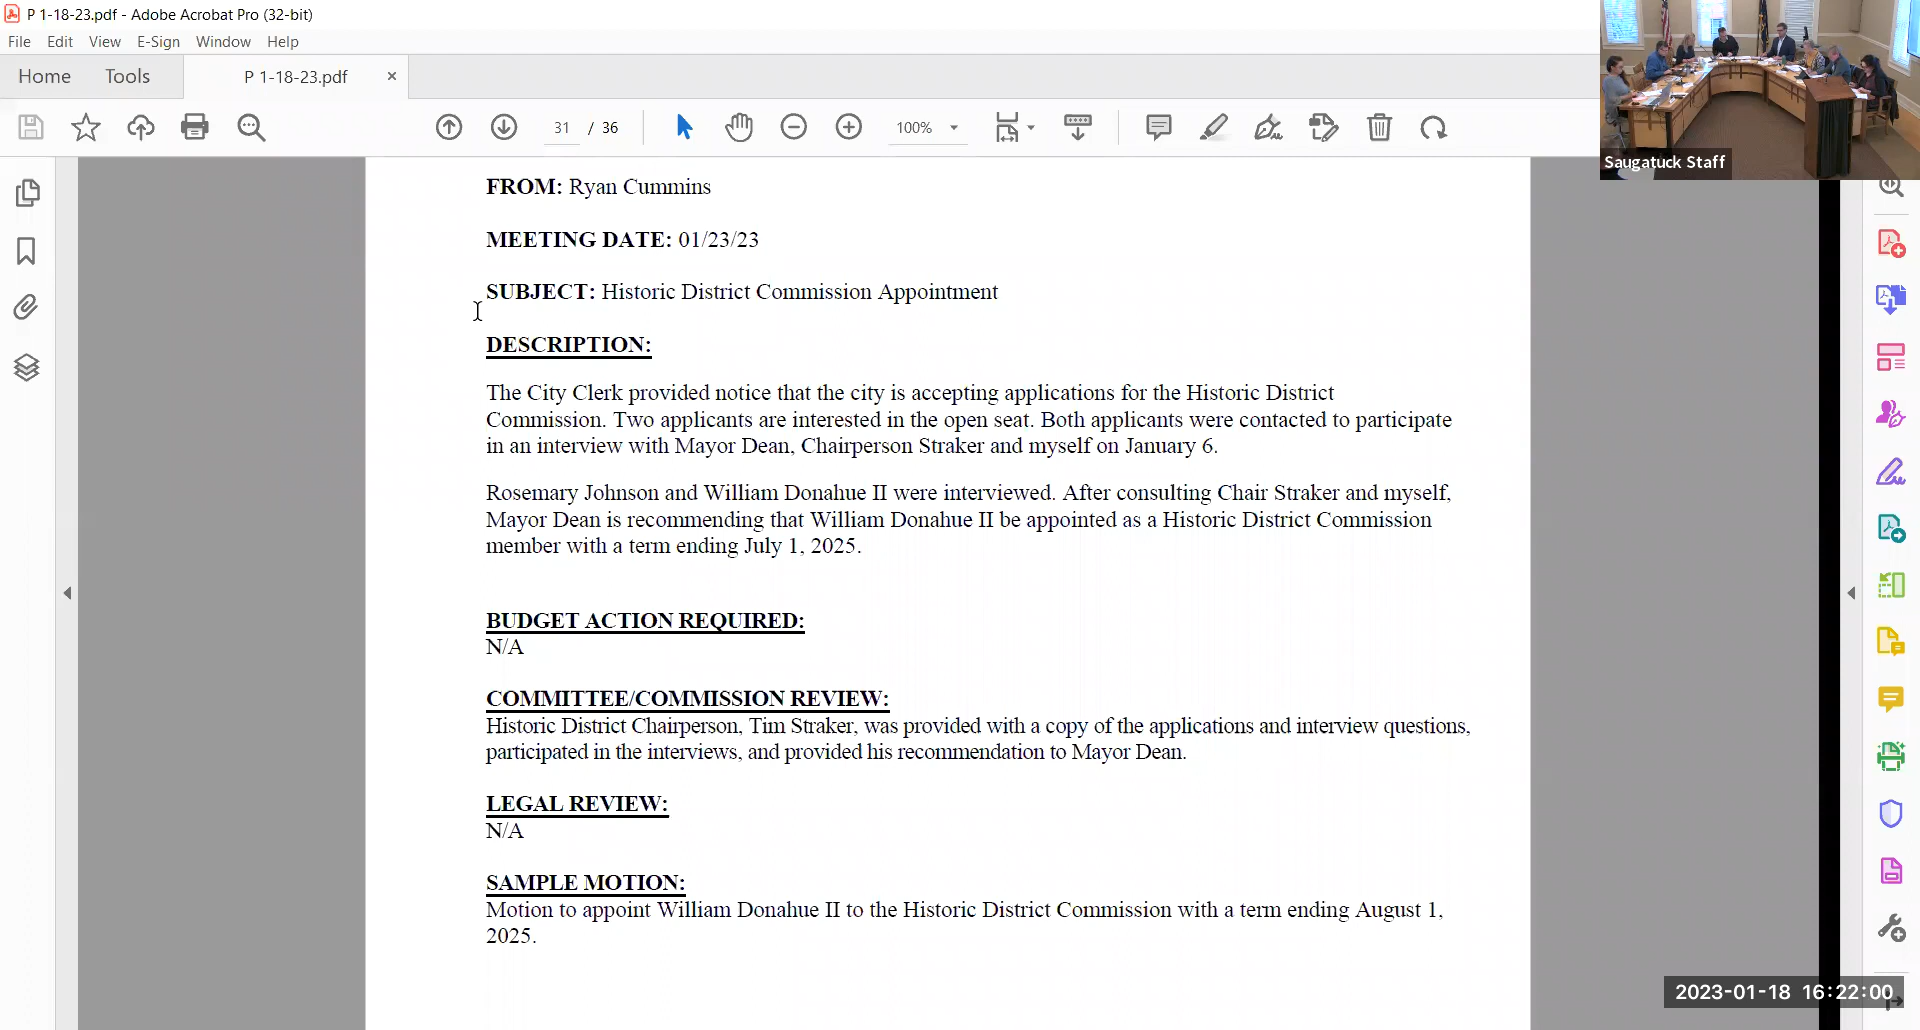 P 1-18-23.pdf - Adobe Acrobat Pro (32-bit)
File Edit View E-Sign Window Help
Home Tools P 1-18-23.pdf ×
31 / 36 100%
Saugatuck Staff
FROM: Ryan Cummins
MEETING DATE: 01/23/23
SUBJECT: Historic District Commission Appointment
DESCRIPTION:
The City Clerk provided notice that the city is accepting applications for the Historic District
Commission. Two applicants are interested in the open seat. Both applicants were contacted to participate
in an interview with Mayor Dean, Chairperson Straker and myself on January 6.
Rosemary Johnson and William Donahue II were interviewed. After consulting Chair Straker and myself,
Mayor Dean is recommending that William Donahue II be appointed as a Historic District Commission
member with a term ending July 1, 2025.
BUDGET ACTION REQUIRED:
N/A
COMMITTEE/COMMISSION REVIEW:
Historic District Chairperson, Tim Straker, was provided with a copy of the applications and interview questions,
participated in the interviews, and provided his recommendation to Mayor Dean.
LEGAL REVIEW:
N/A
SAMPLE MOTION:
Motion to appoint William Donahue II to the Historic District Commission with a term ending August 1,
2025.
2023-01-18 16:22:00